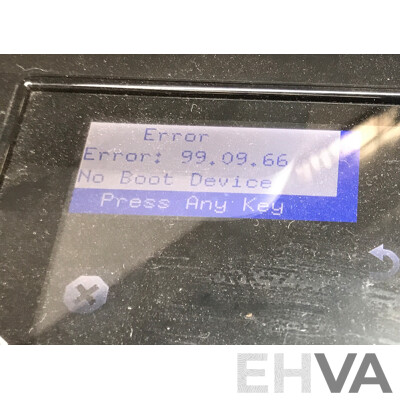 Error
Error: 99.09.66
No Boot Device
Press Any Key
EHVA